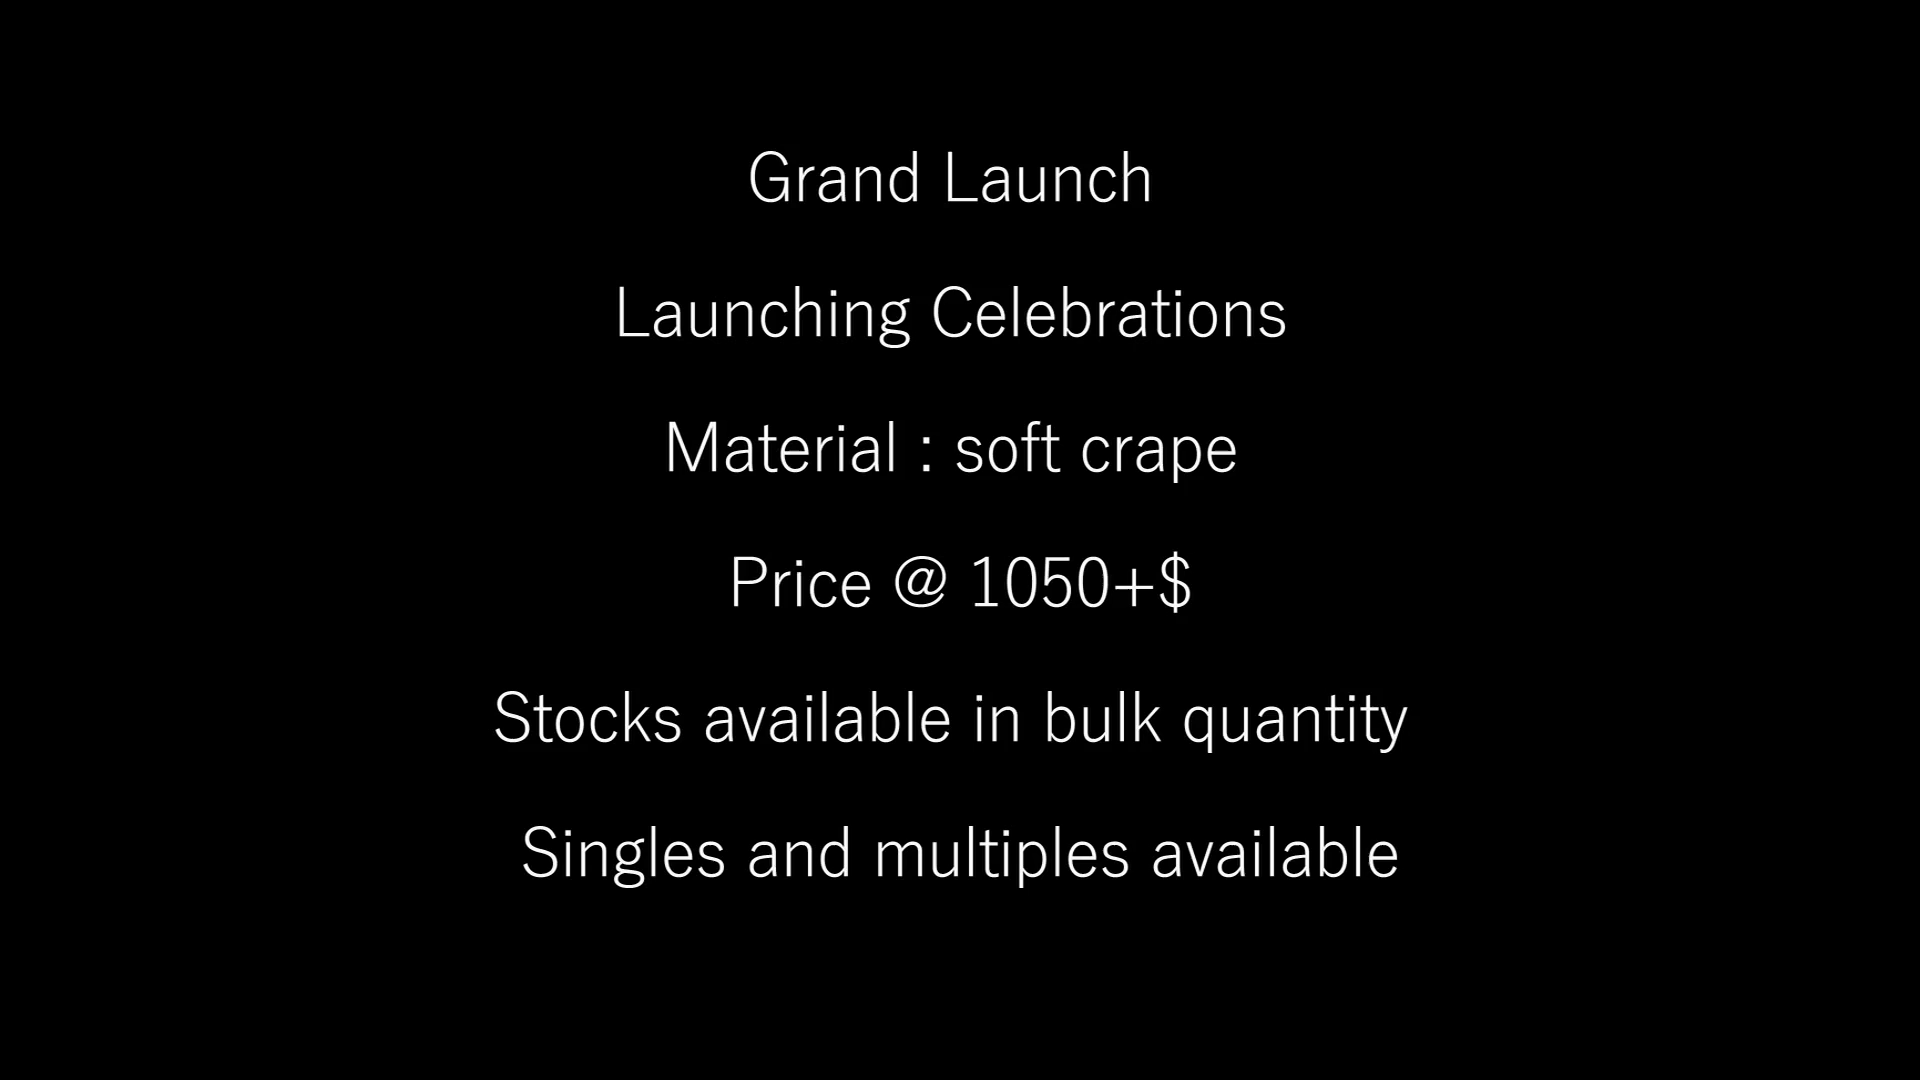 Grand Launch
Launching Celebrations
Material : soft crape
Price @ 1050+$
Stocks available in bulk quantity
Singles and multiples available